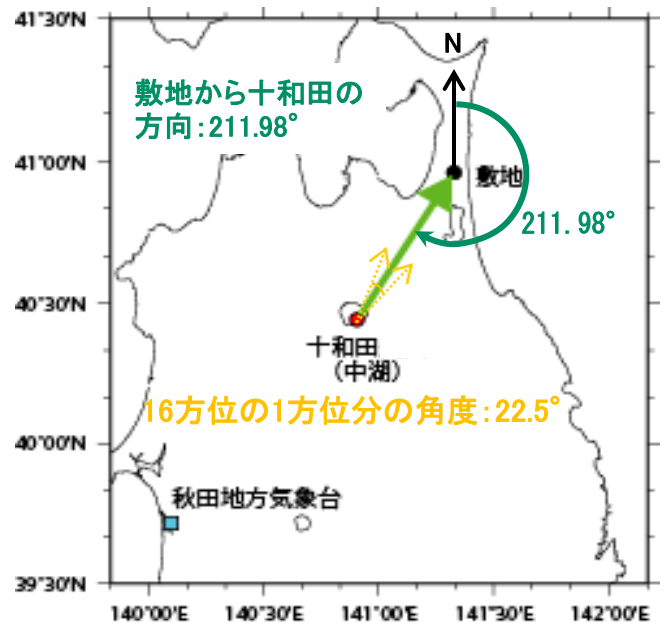 41°30'N
N
敷地から十和田の
方向：211.98°
41°00'N
敷地
211.98°
40°30'N
十和田
（中湖）
16方位の1方位分の角度：22.5°
40°00'N
秋田地方気象台
39°30'N
140°00'E 140°30'E 141°00'E 141°30'E 142°00'E